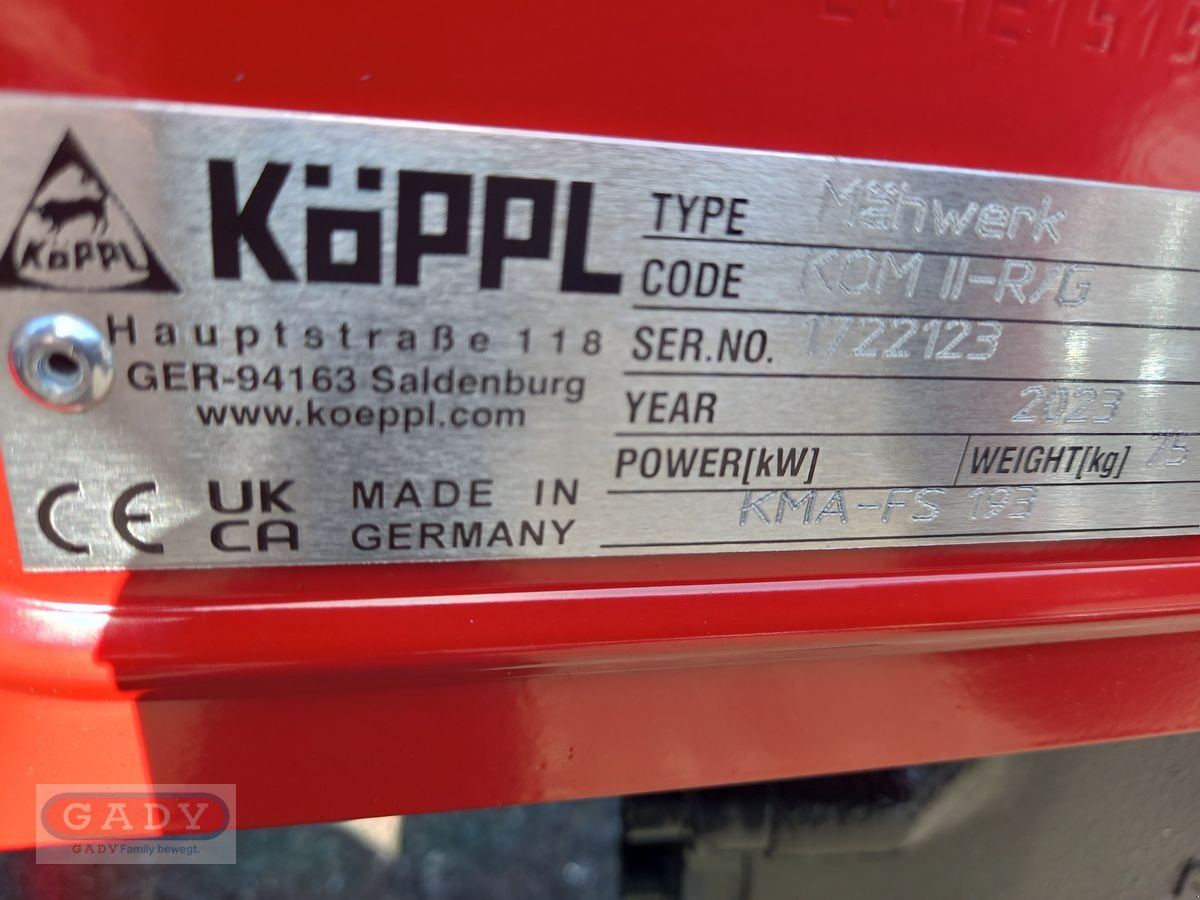 KöPPL
KöPPL
Hauptstraße 118
GER-94163 Saldenburg
www.koeppl.com
CE UK CA MADE IN GERMANY
TYPE Mähwerk
CODE KOM II-R/G
SER.NO. 1722123
YEAR 2023
POWER[kW] WEIGHT[kg] 75
KMA-FS 193
GADY
GADY Family bewegt.